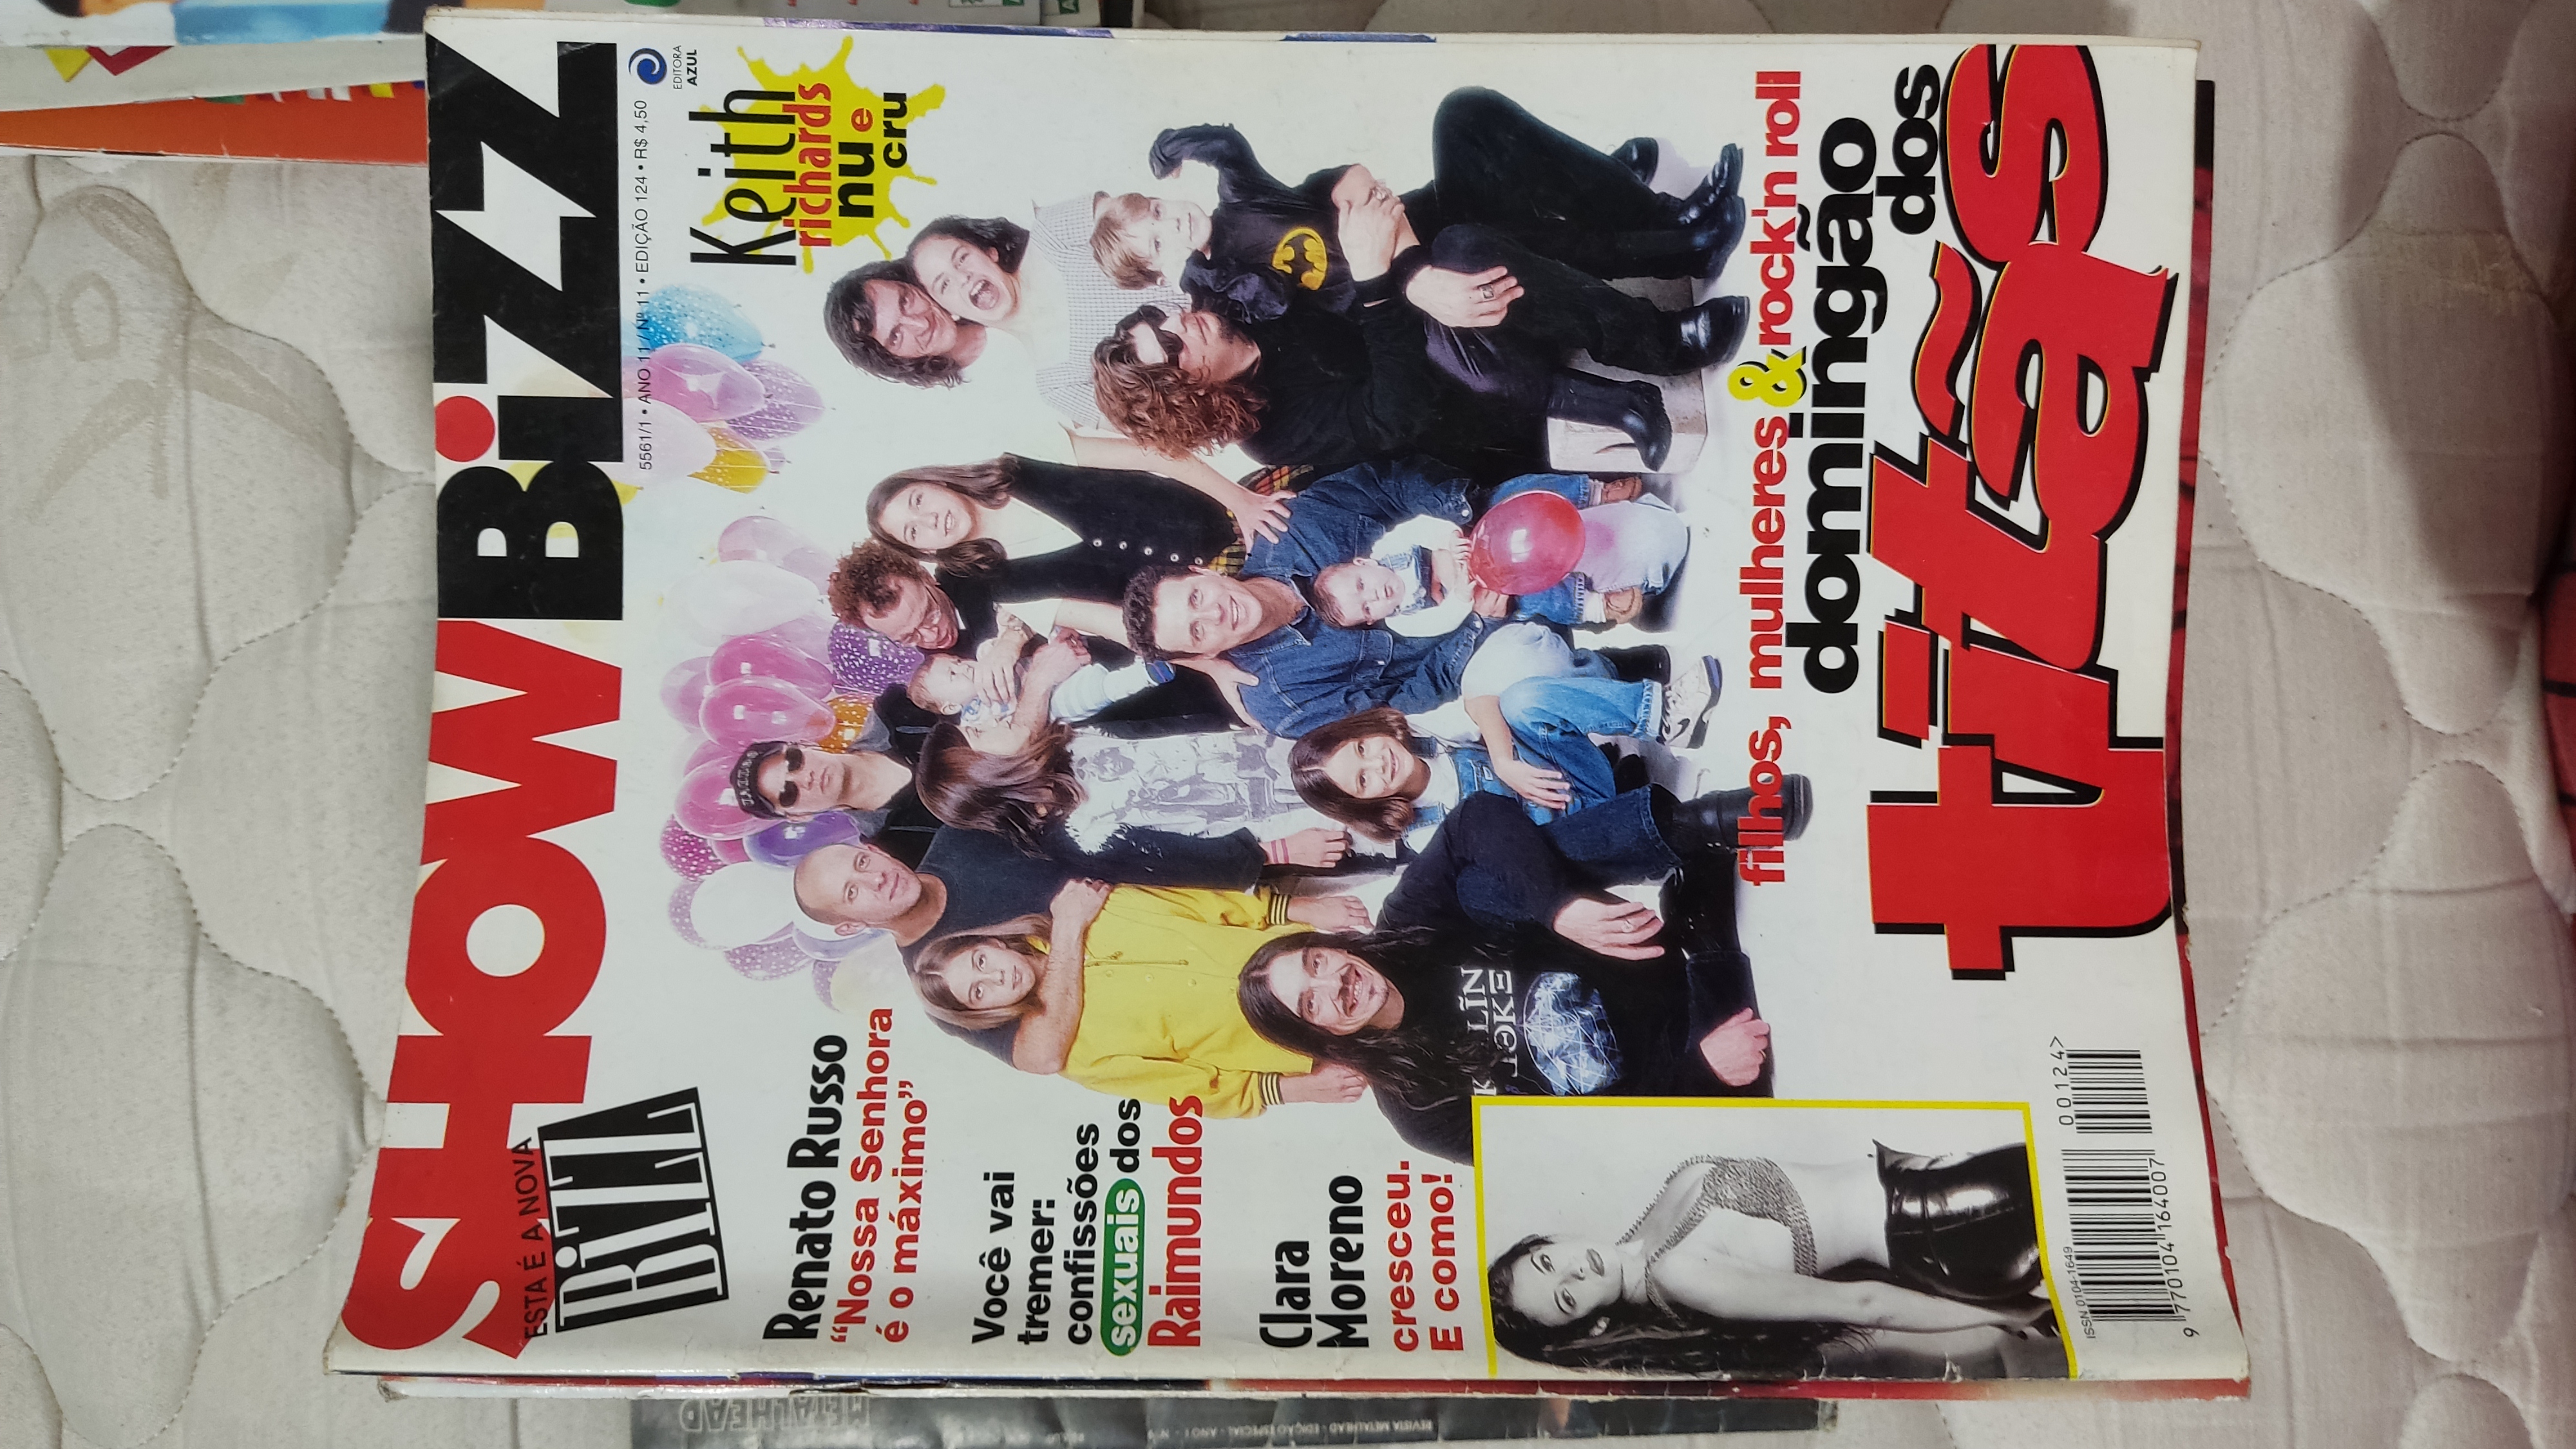 SHOWBiZZ
ESTA É A NOVA
BiZZ
5561/1 • ANO 11 / Nº 11 • EDIÇÃO 124 • R$ 4,50
EDITORA
AZUL
Keith
richards
nu e
cru
Renato Russo
“Nossa Senhora
é o máximo”
Você vai
tremer:
confissões
sexuais dos
Raimundos
Clara
Moreno
cresceu.
E como!
filhos, mulheres & rock'n roll
domingão
dos
titãs
ISSN 0104-1649
00124>
9 770104 164007
METALHEAD